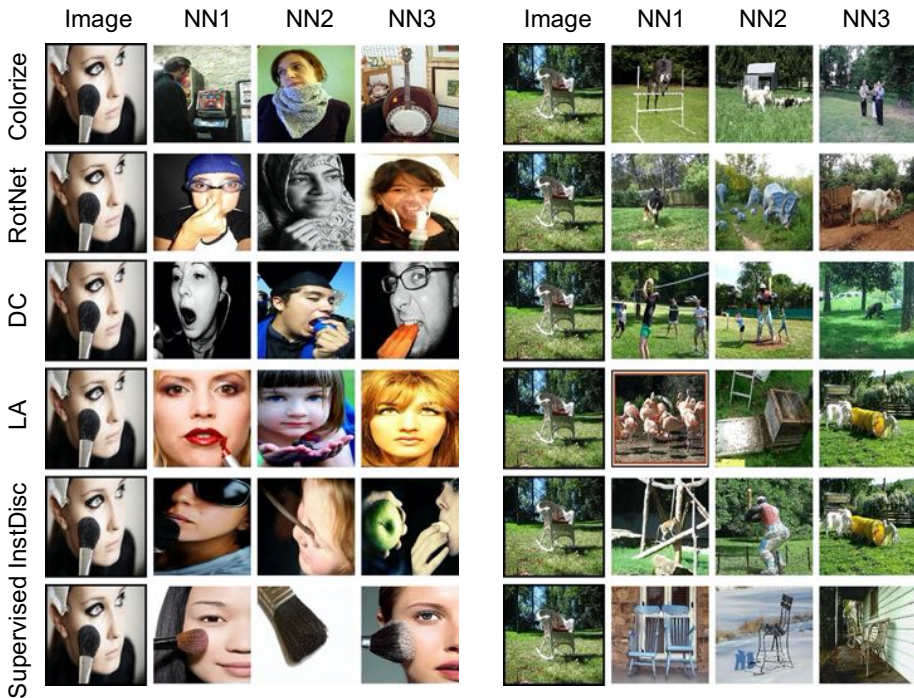 Image NN1 NN2 NN3 Image NN1 NN2 NN3
Colorize
RotNet
DC
LA
InstDisc
Supervised